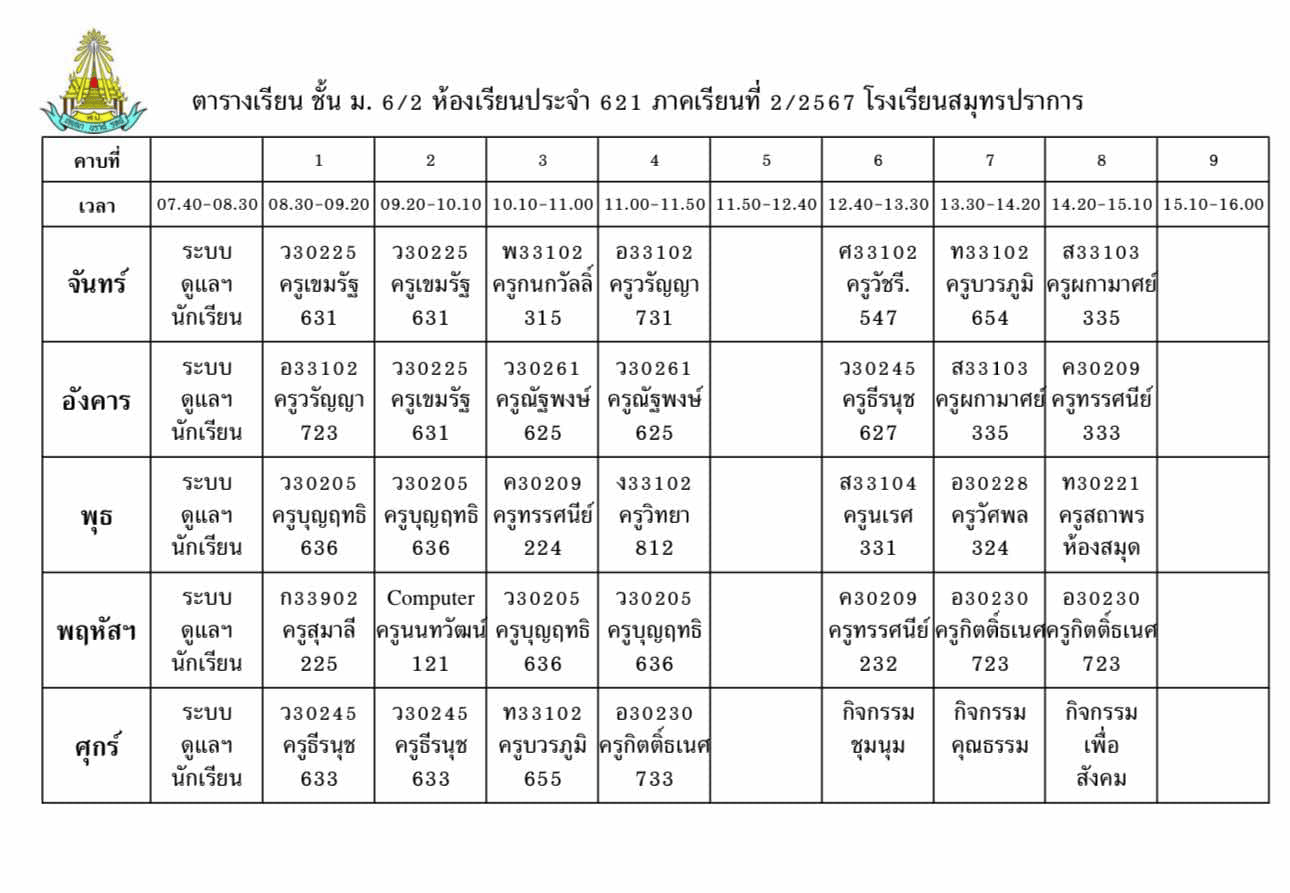 ตารางเรียน ชั้น ม. 6/2 ห้องเรียนประจำ 621 ภาคเรียนที่ 2/2567 โรงเรียนสมุทรปราการ
คาบที่ 1 2 3 4 5 6 7 8 9
เวลา 07.40-08.30 08.30-09.20 09.20-10.10 10.10-11.00 11.00-11.50 11.50-12.40 12.40-13.30 13.30-14.20 14.20-15.10 15.10-16.00
ระบบ ว30225 ว30225 พ33102 อ33102 ศ33102 ท33102 ส33103
จันทร์ ดูแลฯ ครูเขมรัฐ ครูเขมรัฐ ครูกนกวัลลิ์ ครูวรัญญา ครูวัชรี. ครูบวรภูมิ ครูผกามาศย์
นักเรียน 631 631 315 731 547 654 335
ระบบ อ33102 ว30225 ว30261 ว30261 ว30245 ส33103 ค30209
อังคาร ดูแลฯ ครูวรัญญา ครูเขมรัฐ ครูณัฐพงษ์ ครูณัฐพงษ์ ครูธีรนุช ครูผกามาศย์ ครูทรรศนีย์
นักเรียน 723 631 625 625 627 335 333
ระบบ ว30205 ว30205 ค30209 ง33102 ส33104 อ30228 ท30221
พุธ ดูแลฯ ครูบุญฤทธิ ครูบุญฤทธิ ครูทรรศนีย์ ครูวิทยา ครูนเรศ ครูวัศพล ครูสถาพร
นักเรียน 636 636 224 812 331 324 ห้องสมุด
ระบบ ก33902 Computer ว30205 ว30205 ค30209 อ30230 อ30230
พฤหัสฯ ดูแลฯ ครูสุมาลี ครูนนทวัฒน์ ครูบุญฤทธิ ครูบุญฤทธิ ครูทรรศนีย์ ครูกิตติ์ธเนศ ครูกิตติ์ธเนศ
นักเรียน 225 121 636 636 232 723 723
ระบบ ว30245 ว30245 ท33102 อ30230 กิจกรรม กิจกรรม กิจกรรม
ศุกร์ ดูแลฯ ครูธีรนุช ครูธีรนุช ครูบวรภูมิ ครูกิตติ์ธเนศ ชุมนุม คุณธรรม เพื่อ
นักเรียน 633 633 655 733 สังคม